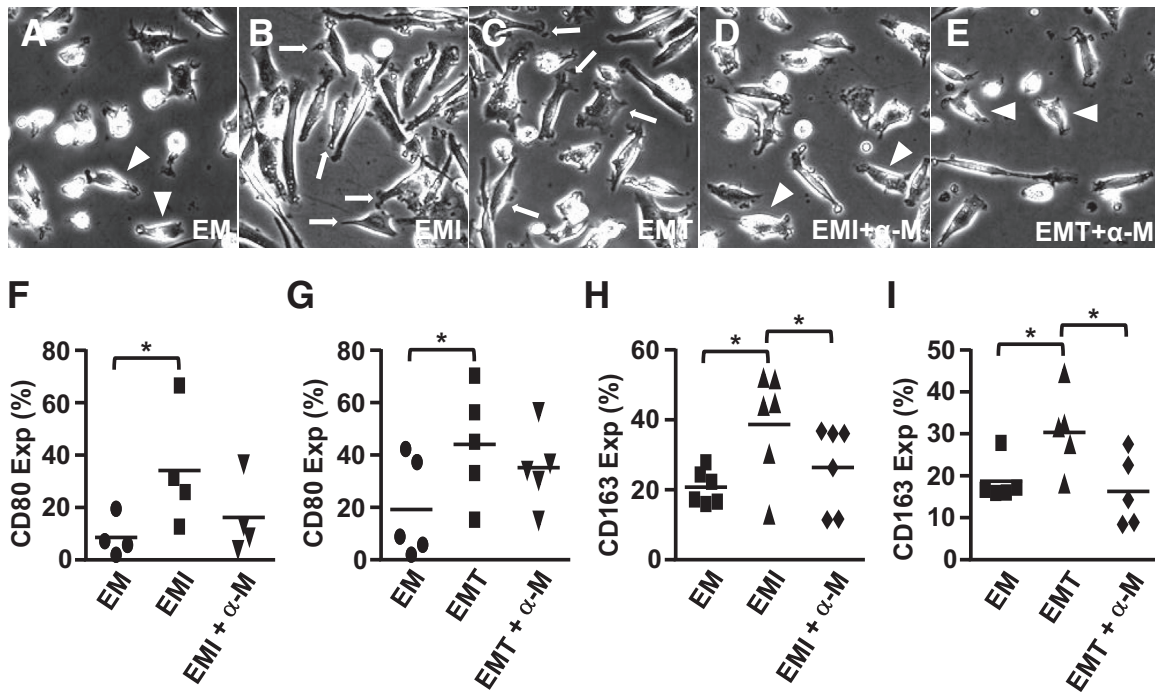 A B C D E
EM EMI EMT EMI+α-M EMT+α-M
F G H I
CD80 Exp (%)
80
60
40
20
0
*
EM
EMI
EMI + α-M
CD80 Exp (%)
80
60
40
20
0
*
EM
EMT
EMT + α-M
CD163 Exp (%)
60
40
20
0
*
*
EM
EMI
EMI + α-M
CD163 Exp (%)
50
40
30
20
10
0
*
*
EM
EMT
EMT + α-M